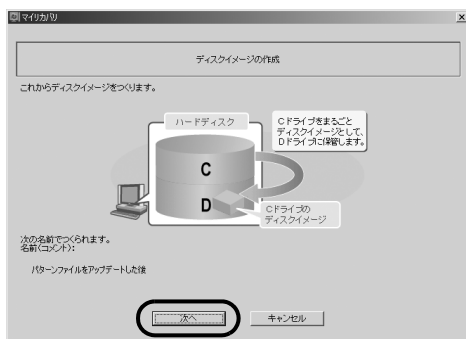 マイリカバリ
ディスクイメージの作成
これからディスクイメージをつくります。
ハードディスク
Cドライブをまるごと
ディスクイメージとして、
Dドライブに保管します。
C
D
Cドライブの
ディスクイメージ
次の名前でつくられます。
名前(コメント):
パターンファイルをアップデートした後
次へ
キャンセル